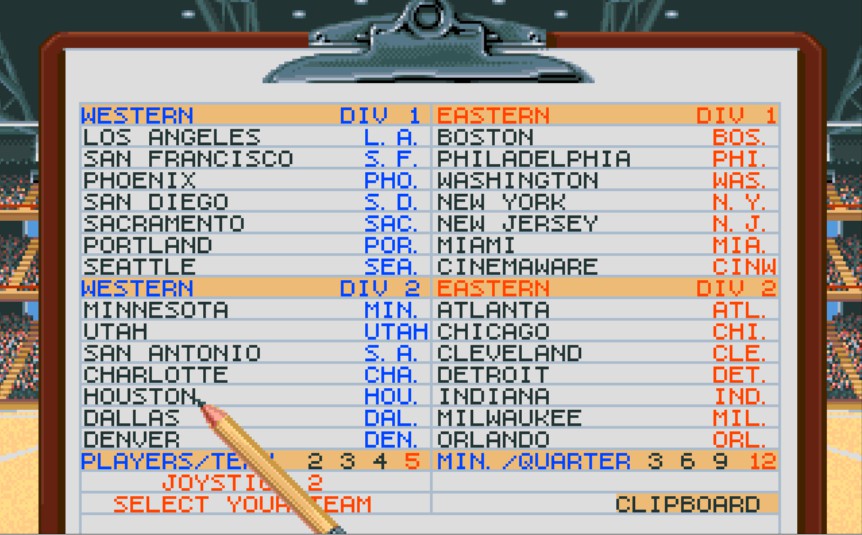 WESTERN DIV 1 EASTERN DIV 1
LOS ANGELES L. A. BOSTON BOS.
SAN FRANCISCO S. F. PHILADELPHIA PHI.
PHOENIX PHO. WASHINGTON WAS.
SAN DIEGO S. D. NEW YORK N. Y.
SACRAMENTO SAC. NEW JERSEY N. J.
PORTLAND POR. MIAMI MIA.
SEATTLE SEA. CINEMAWARE CINW
WESTERN DIV 2 EASTERN DIV 2
MINNESOTA MIN. ATLANTA ATL.
UTAH UTAH CHICAGO CHI.
SAN ANTONIO S. A. CLEVELAND CLE.
CHARLOTTE CHA. DETROIT DET.
HOUSTON HOU. INDIANA IND.
DALLAS DAL. MILWAUKEE MIL.
DENVER DEN. ORLANDO ORL.
PLAYERS/TEAM 2 3 4 5 MIN. /QUARTER 3 6 9 12
JOYSTICK 2
SELECT YOUR TEAM CLIPBOARD